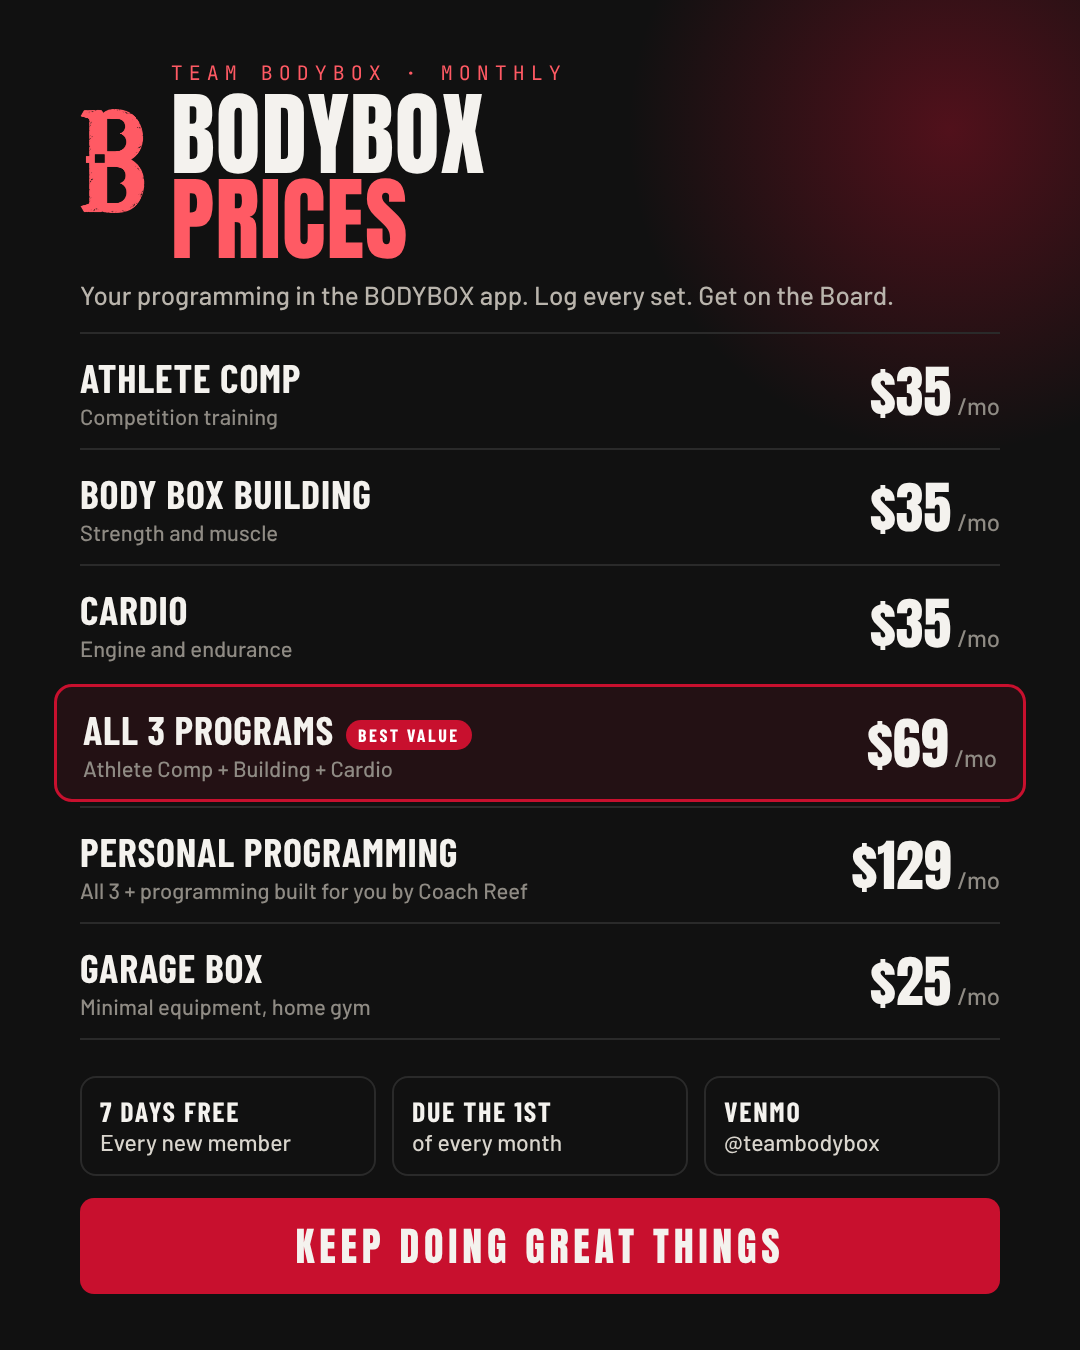 TEAM BODYBOX · MONTHLY
B
BODYBOX
PRICES
Your programming in the BODYBOX app. Log every set. Get on the Board.
ATHLETE COMP
Competition training
$35 /mo
BODY BOX BUILDING
Strength and muscle
$35 /mo
CARDIO
Engine and endurance
$35 /mo
ALL 3 PROGRAMS BEST VALUE
Athlete Comp + Building + Cardio
$69 /mo
PERSONAL PROGRAMMING
All 3 + programming built for you by Coach Reef
$129 /mo
GARAGE BOX
Minimal equipment, home gym
$25 /mo
7 DAYS FREE
Every new member
DUE THE 1ST
of every month
VENMO
@teambodybox
KEEP DOING GREAT THINGS